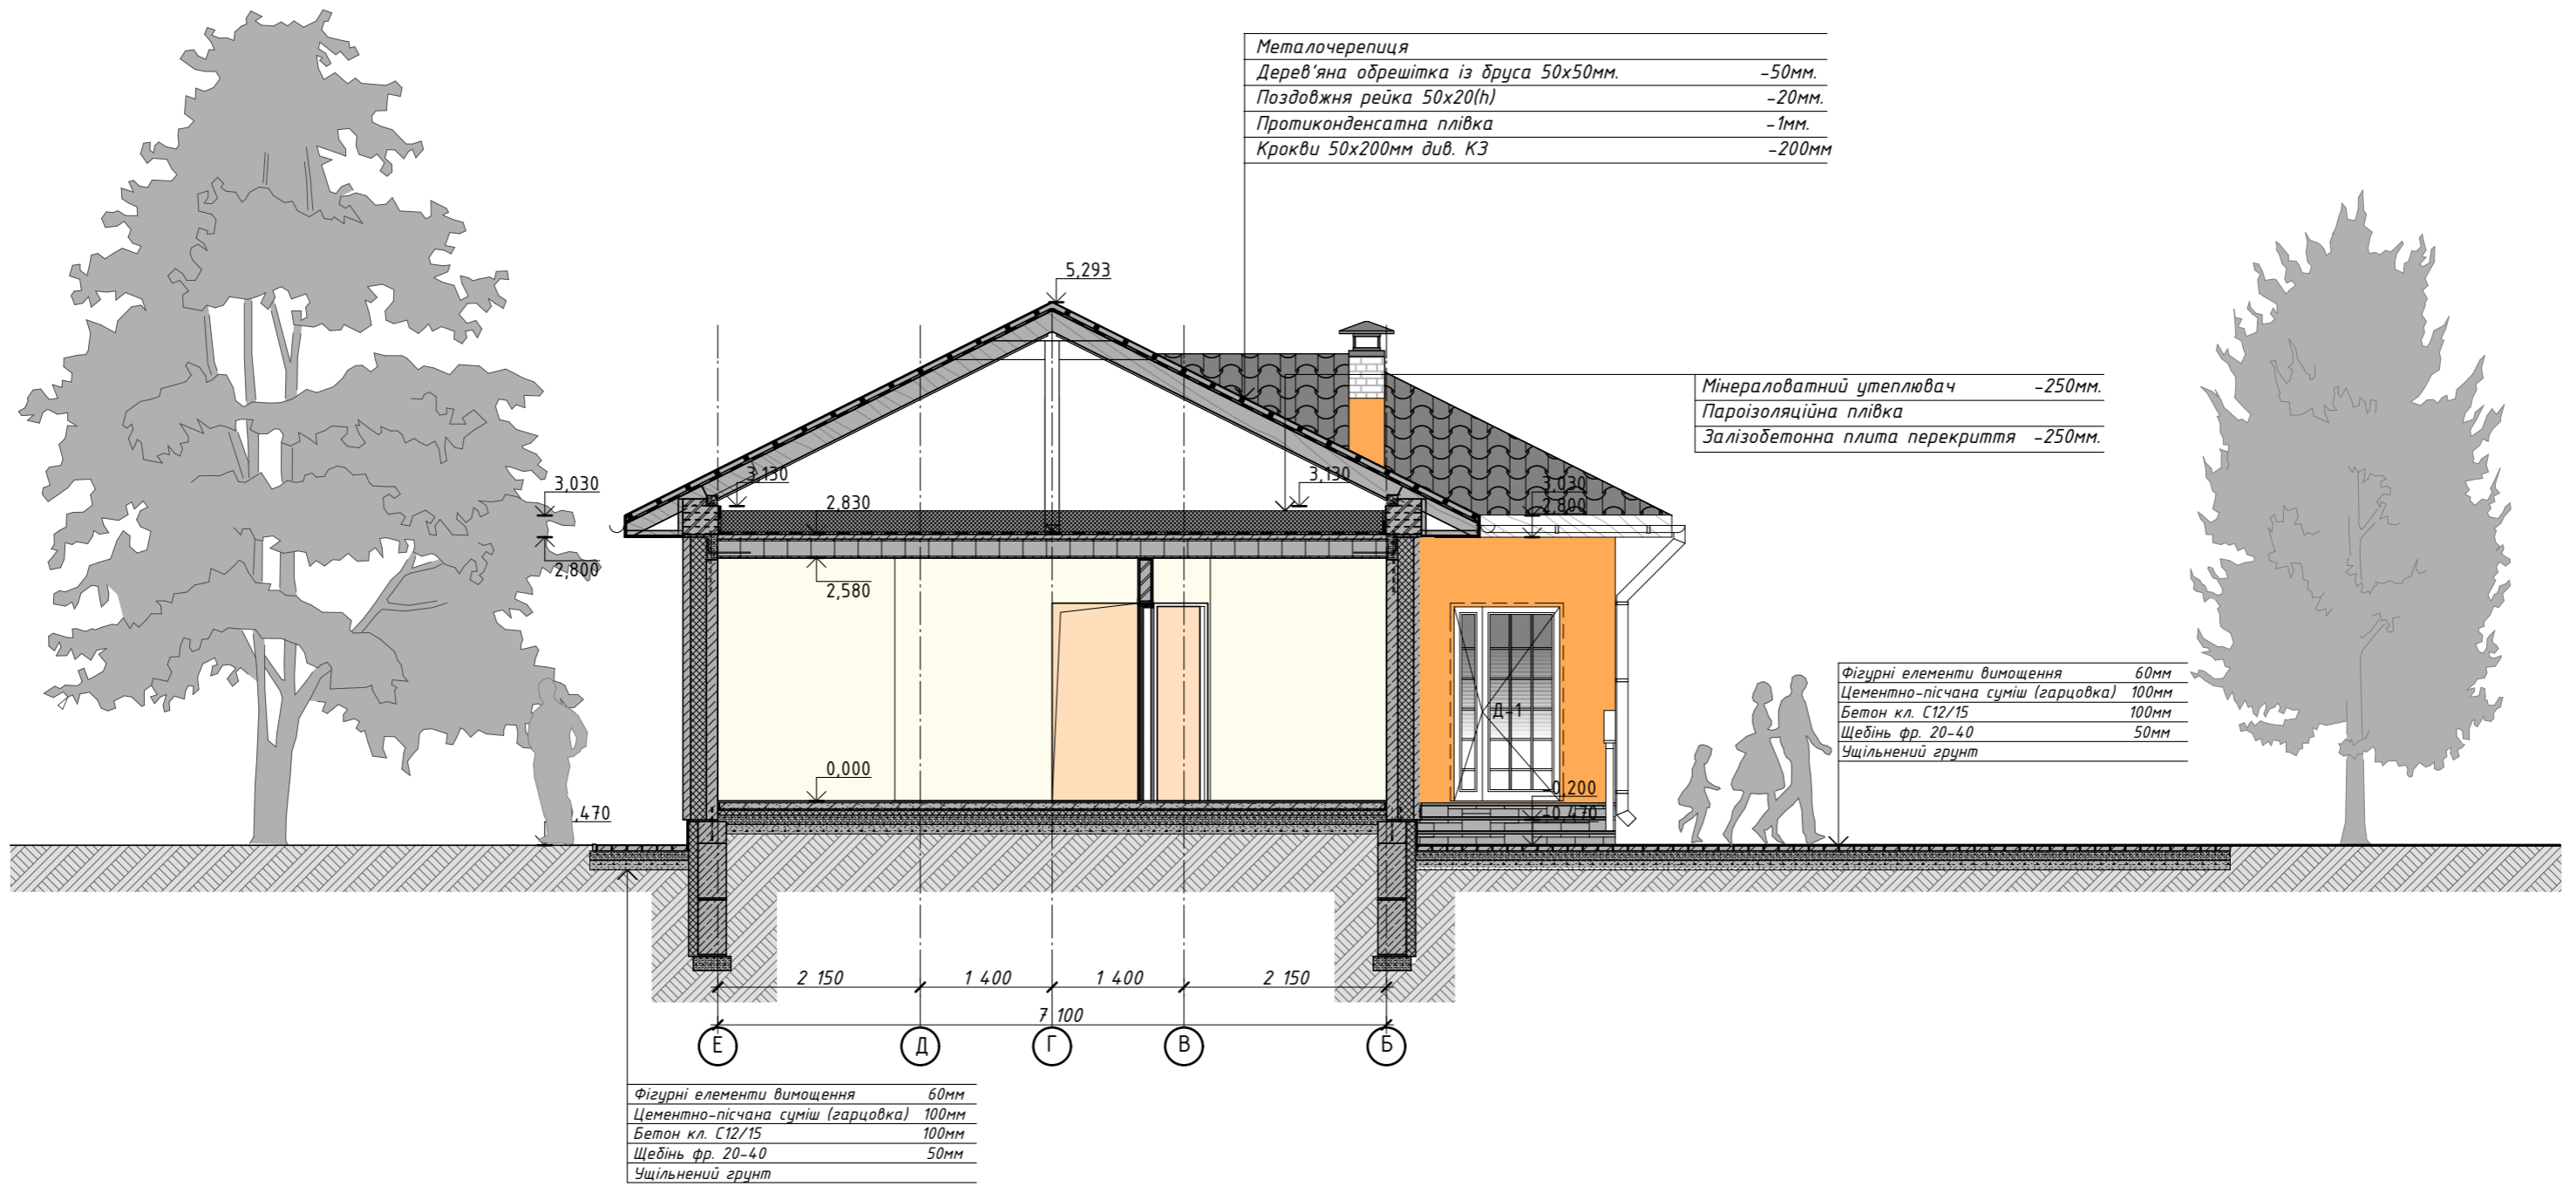 Металочерепиця
Дерев'яна обрешітка із бруса 50х50мм. -50мм.
Поздовжня рейка 50х20(h) -20мм.
Протиконденсатна плівка -1мм.
Крокви 50х200мм див. КЗ -200мм
5,293
Мінераловатний утеплювач -250мм.
Пароізоляційна плівка
Залізобетонна плита перекриття -250мм.
3,130
3,130
3,030
3,030
2,830
2,800
2,800
2,580
Фігурні елементи вимощення 60мм
Цементно-пісчана суміш (гарцовка) 100мм
Бетон кл. С12/15 100мм
Щебінь фр. 20-40 50мм
Ущільнений грунт
Д-1
0,000
-0,200
,470
-0,470
2 150
1 400
1 400
2 150
7 100
Е
Д
Г
В
Б
Фігурні елементи вимощення 60мм
Цементно-пісчана суміш (гарцовка) 100мм
Бетон кл. С12/15 100мм
Щебінь фр. 20-40 50мм
Ущільнений грунт